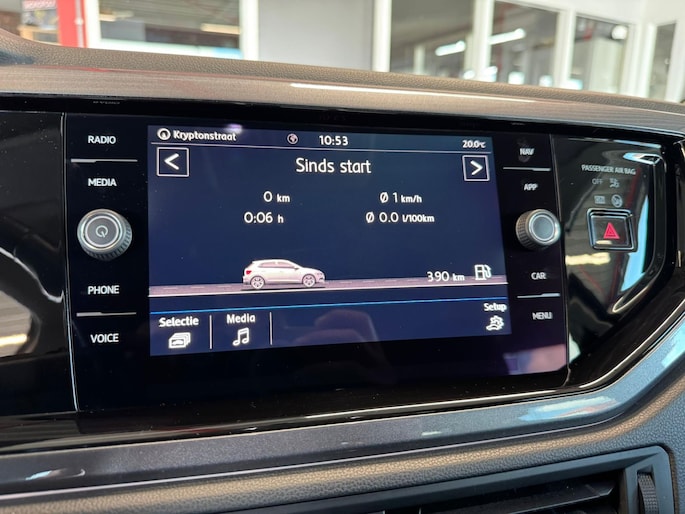 RADIO
MEDIA
PHONE
VOICE
Kryptonstraat
10:53
20.0°C
Sinds start
0 km
Ø 1 km/h
0:06 h
Ø 0.0 l/100km
390 km
Selectie
Media
Setup
NAV
APP
CAR
MENU
PASSENGER AIR BAG
OFF